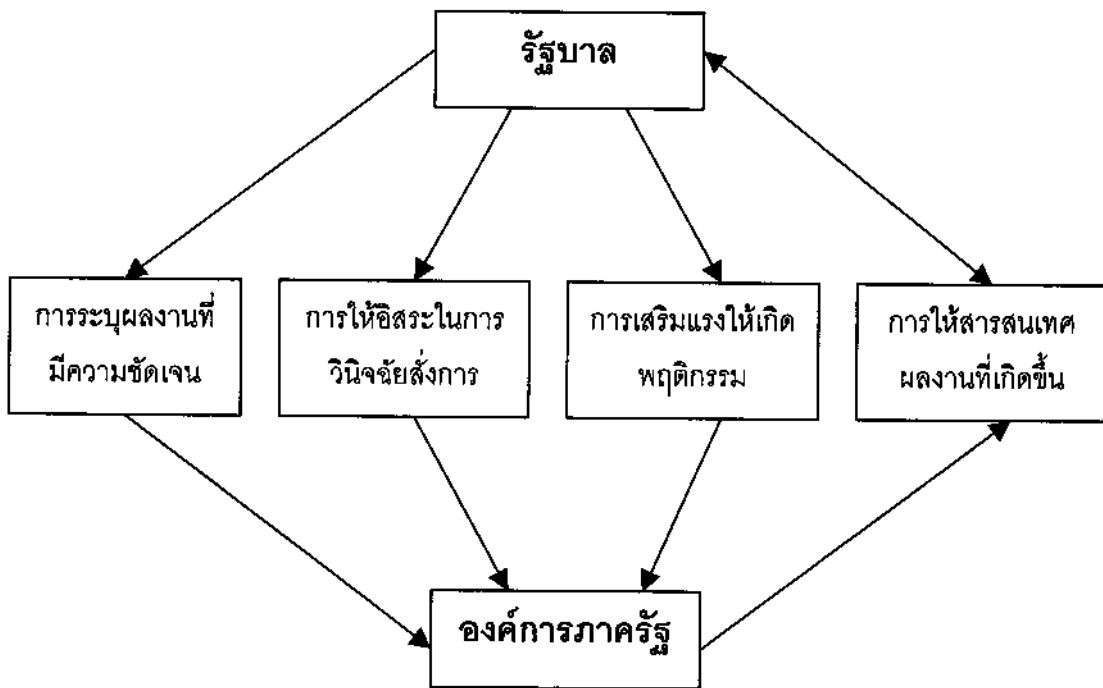 รัฐบาล
การระบุผลงานที่
มีความชัดเจน
การให้อิสระในการ
วินิจฉัยสั่งการ
การเสริมแรงให้เกิด
พฤติกรรม
การให้สารสนเทศ
ผลงานที่เกิดขึ้น
องค์การภาครัฐ